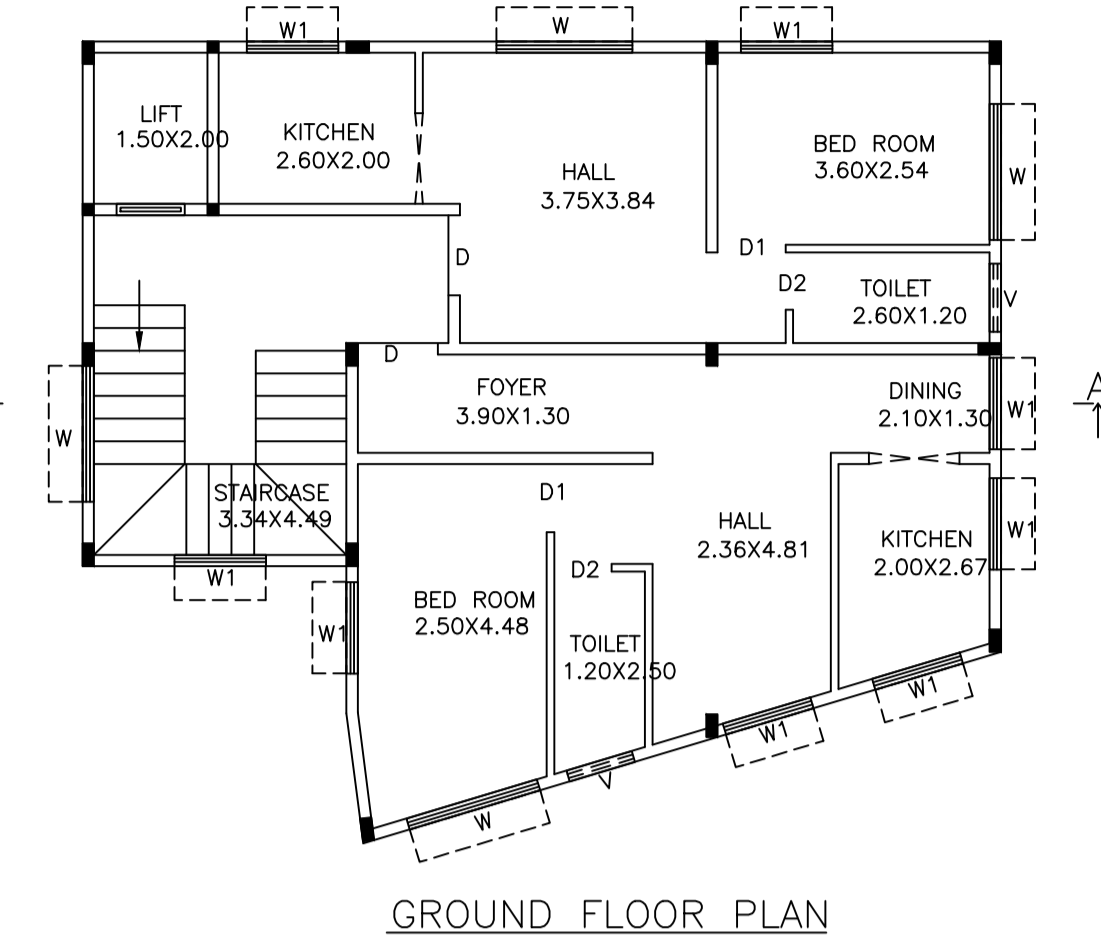 W1
W
W1
LIFT
1.50X2.00
KITCHEN
2.60X2.00
HALL
3.75X3.84
BED ROOM
3.60X2.54
W
D
D1
D2
TOILET
2.60X1.20
V
D
FOYER
3.90X1.30
DINING
2.10X1.30
W1
A
W
STAIRCASE
3.34X4.49
D1
HALL
2.36X4.81
KITCHEN
2.00X2.67
W1
W1
D2
BED ROOM
2.50X4.48
W1
TOILET
1.20X2.50
W1
W1
V
W
GROUND FLOOR PLAN